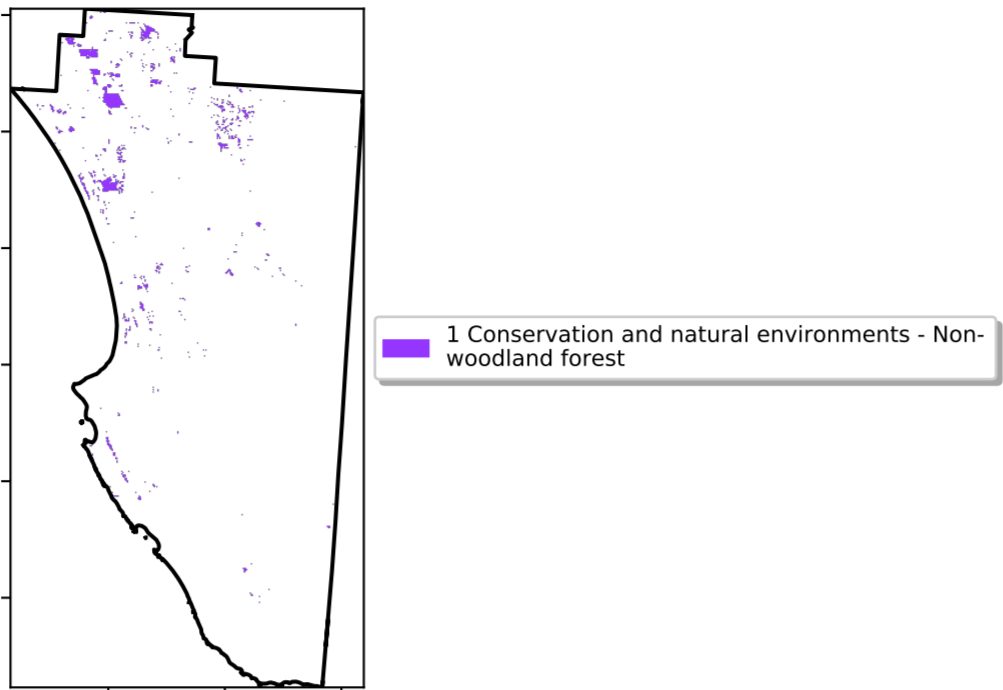 1 Conservation and natural environments - Non-
woodland forest